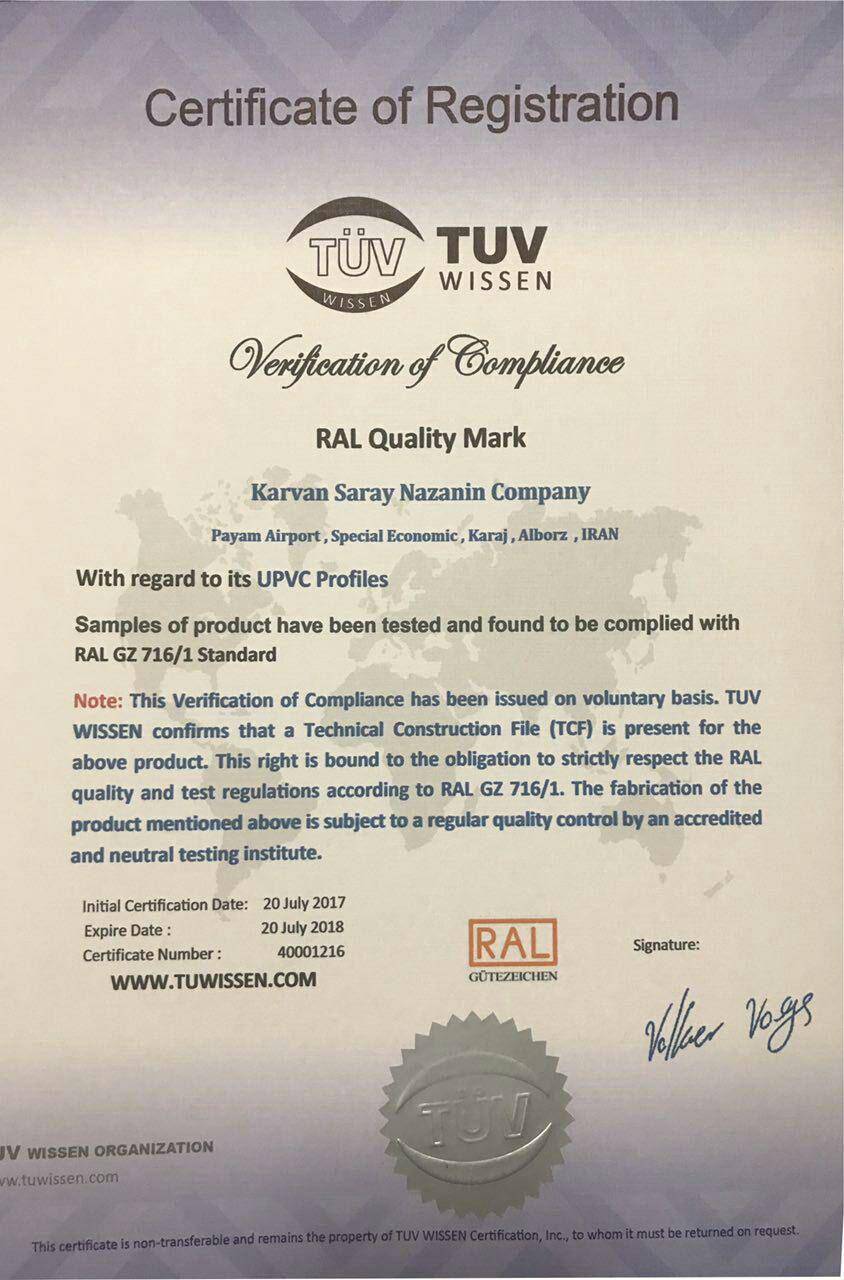 Certificate of Registration
TÜV
WISSEN
TUV
WISSEN
Verification of Compliance
RAL Quality Mark
Karvan Saray Nazanin Company
Payam Airport , Special Economic , Karaj , Alborz , IRAN
With regard to its UPVC Profiles
Samples of product have been tested and found to be complied with
RAL GZ 716/1 Standard
Note: This Verification of Compliance has been issued on voluntary basis. TUV
WISSEN confirms that a Technical Construction File (TCF) is present for the
above product. This right is bound to the obligation to strictly respect the RAL
quality and test regulations according to RAL GZ 716/1. The fabrication of the
product mentioned above is subject to a regular quality control by an accredited
and neutral testing institute.
Initial Certification Date: 20 July 2017
Expire Date : 20 July 2018
Certificate Number : 40001216
WWW.TUWISSEN.COM
RAL
GÜTEZEICHEN
Signature:
Volker Vogs
TÜV
UV WISSEN ORGANIZATION
ww.tuwissen.com
This certificate is non-transferable and remains the property of TUV WISSEN Certification, Inc., to whom it must be returned on request.